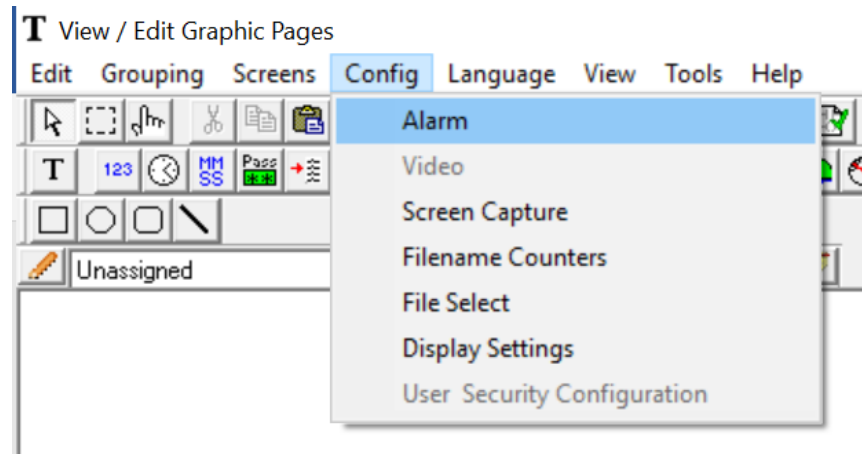 T View / Edit Graphic Pages
Edit Grouping Screens Config Language View Tools Help
Alarm
T 123 MM SS Pass ** Video
Screen Capture
Unassigned Filename Counters
File Select
Display Settings
User Security Configuration